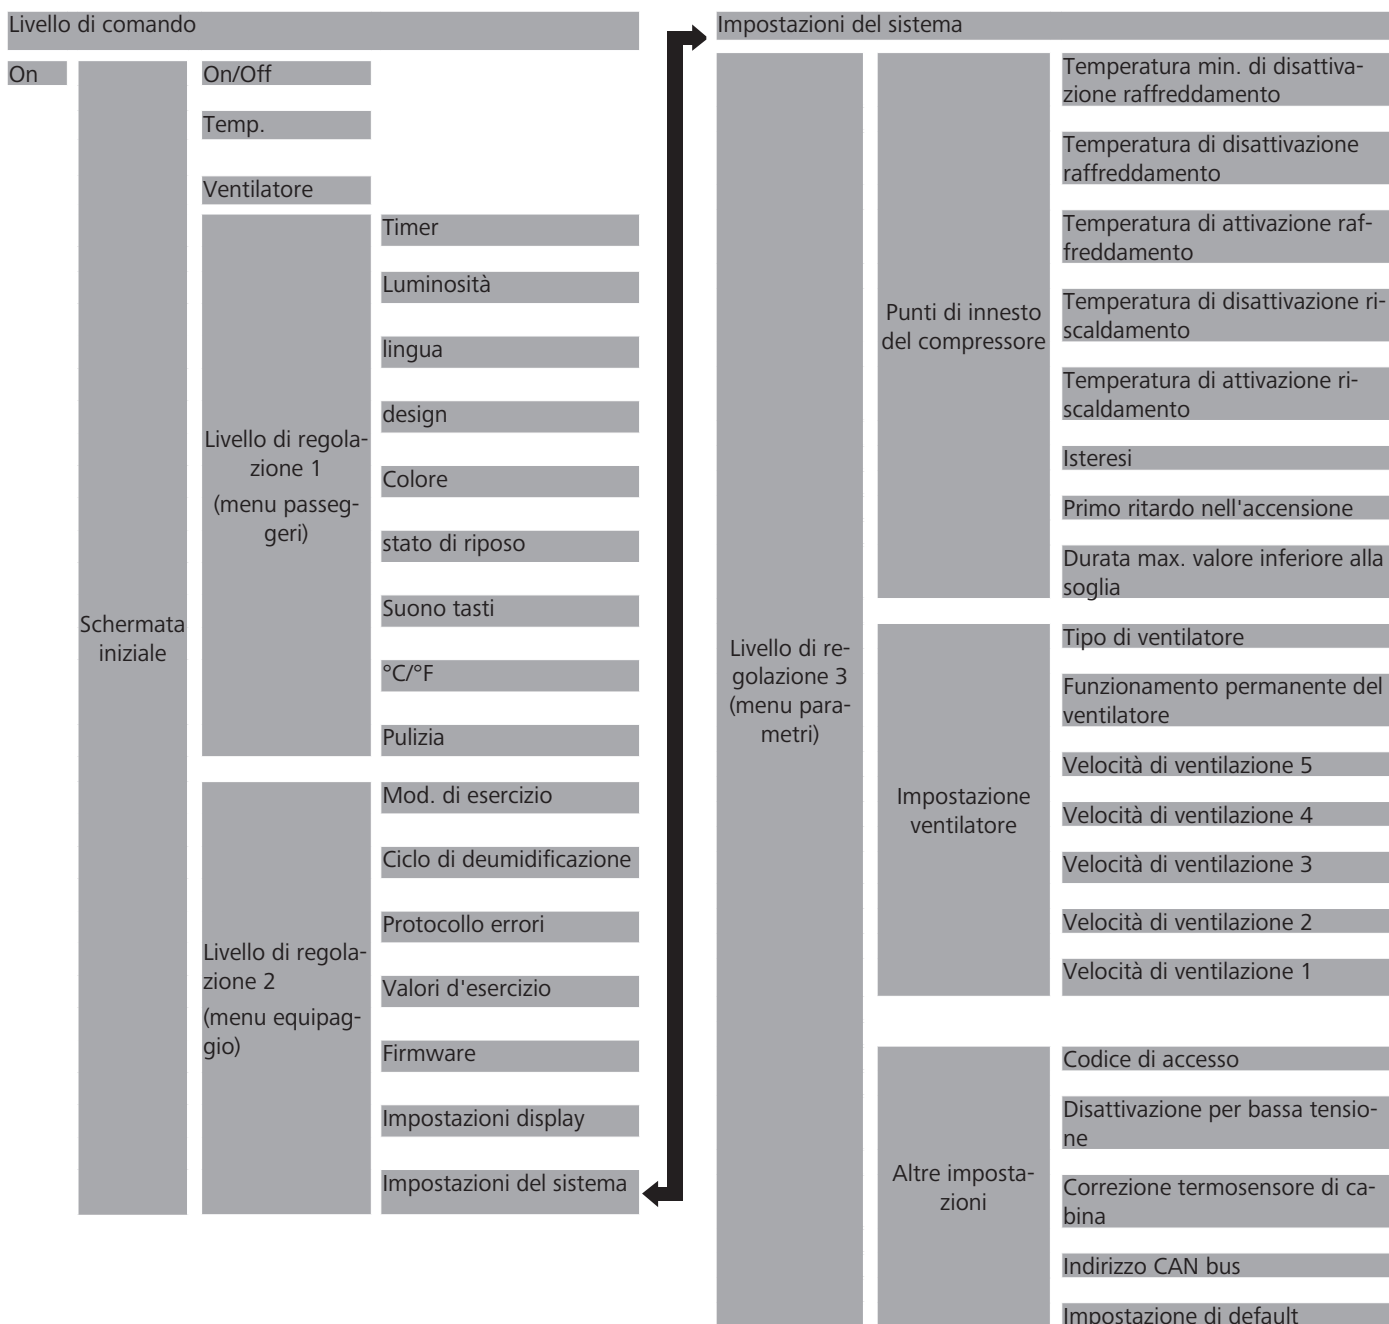 Livello di comando
On
Schermata
iniziale
On/Off
Temp.
Ventilatore
Livello di regola-
zione 1
(menu passeg-
geri)
Timer
Luminosità
lingua
design
Colore
stato di riposo
Suono tasti
°C/°F
Pulizia
Livello di regola-
zione 2
(menu equipag-
gio)
Mod. di esercizio
Ciclo di deumidificazione
Protocollo errori
Valori d'esercizio
Firmware
Impostazioni display
Impostazioni del sistema
Impostazioni del sistema
Livello di re-
golazione 3
(menu para-
metri)
Punti di innesto
del compressore
Temperatura min. di disattiva-
zione raffreddamento
Temperatura di disattivazione
raffreddamento
Temperatura di attivazione raf-
freddamento
Temperatura di disattivazione ri-
scaldamento
Temperatura di attivazione ri-
scaldamento
Isteresi
Primo ritardo nell'accensione
Durata max. valore inferiore alla
soglia
Impostazione
ventilatore
Tipo di ventilatore
Funzionamento permanente del
ventilatore
Velocità di ventilazione 5
Velocità di ventilazione 4
Velocità di ventilazione 3
Velocità di ventilazione 2
Velocità di ventilazione 1
Altre imposta-
zioni
Codice di accesso
Disattivazione per bassa tensio-
ne
Correzione termosensore di ca-
bina
Indirizzo CAN bus
Impostazione di default